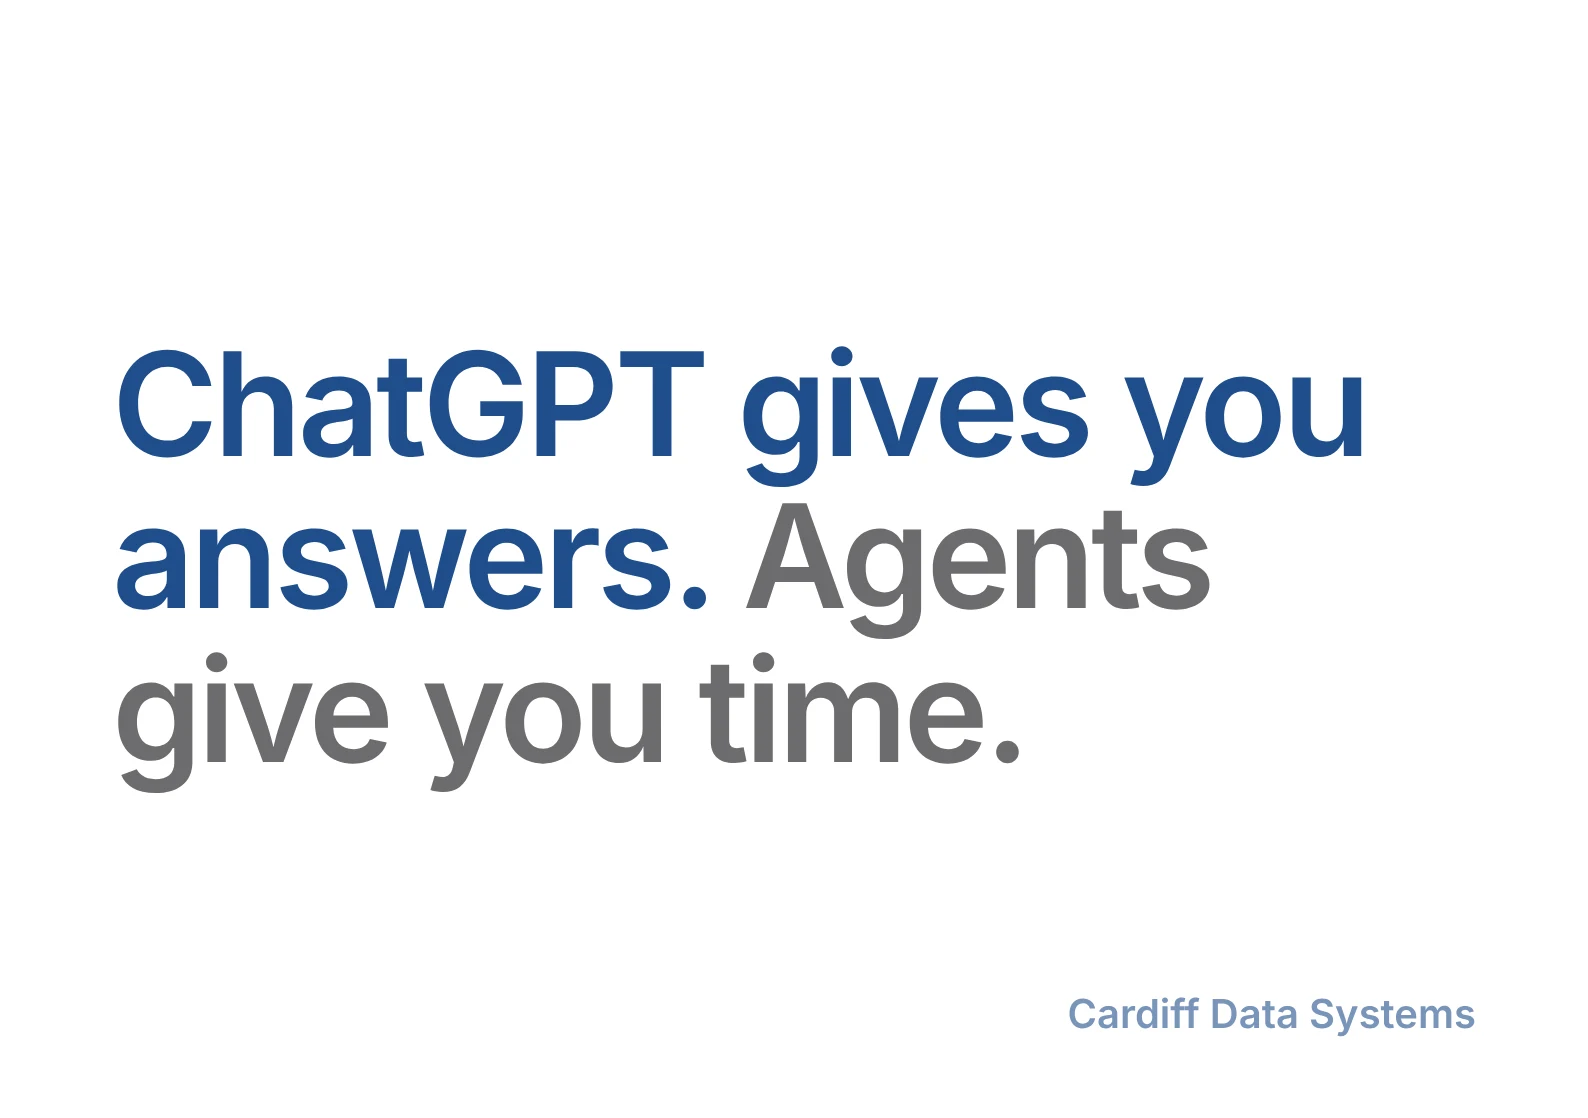 ChatGPT gives you
answers. Agents
give you time.
Cardiff Data Systems